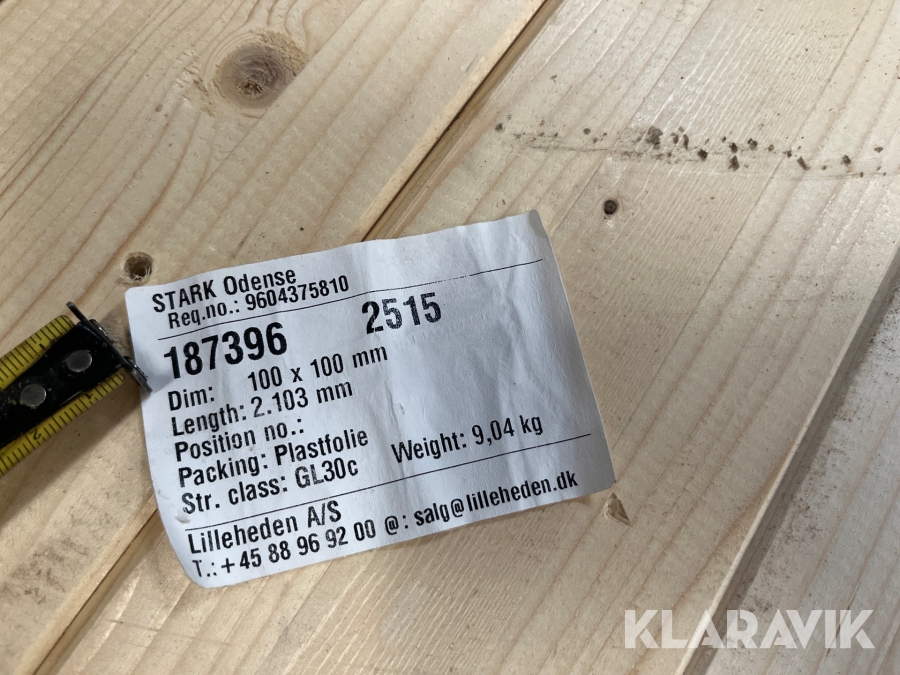 STARK Odense
Req.no.: 9604375810
187396 2515
Dim: 100 x 100 mm
Length: 2.103 mm
Position no.:
Packing: Plastfolie
Str. class: GL30c Weight: 9,04 kg
Lilleheden A/S
T.: +45 88 96 92 00 @: salg@lilleheden.dk
KLARAVIK